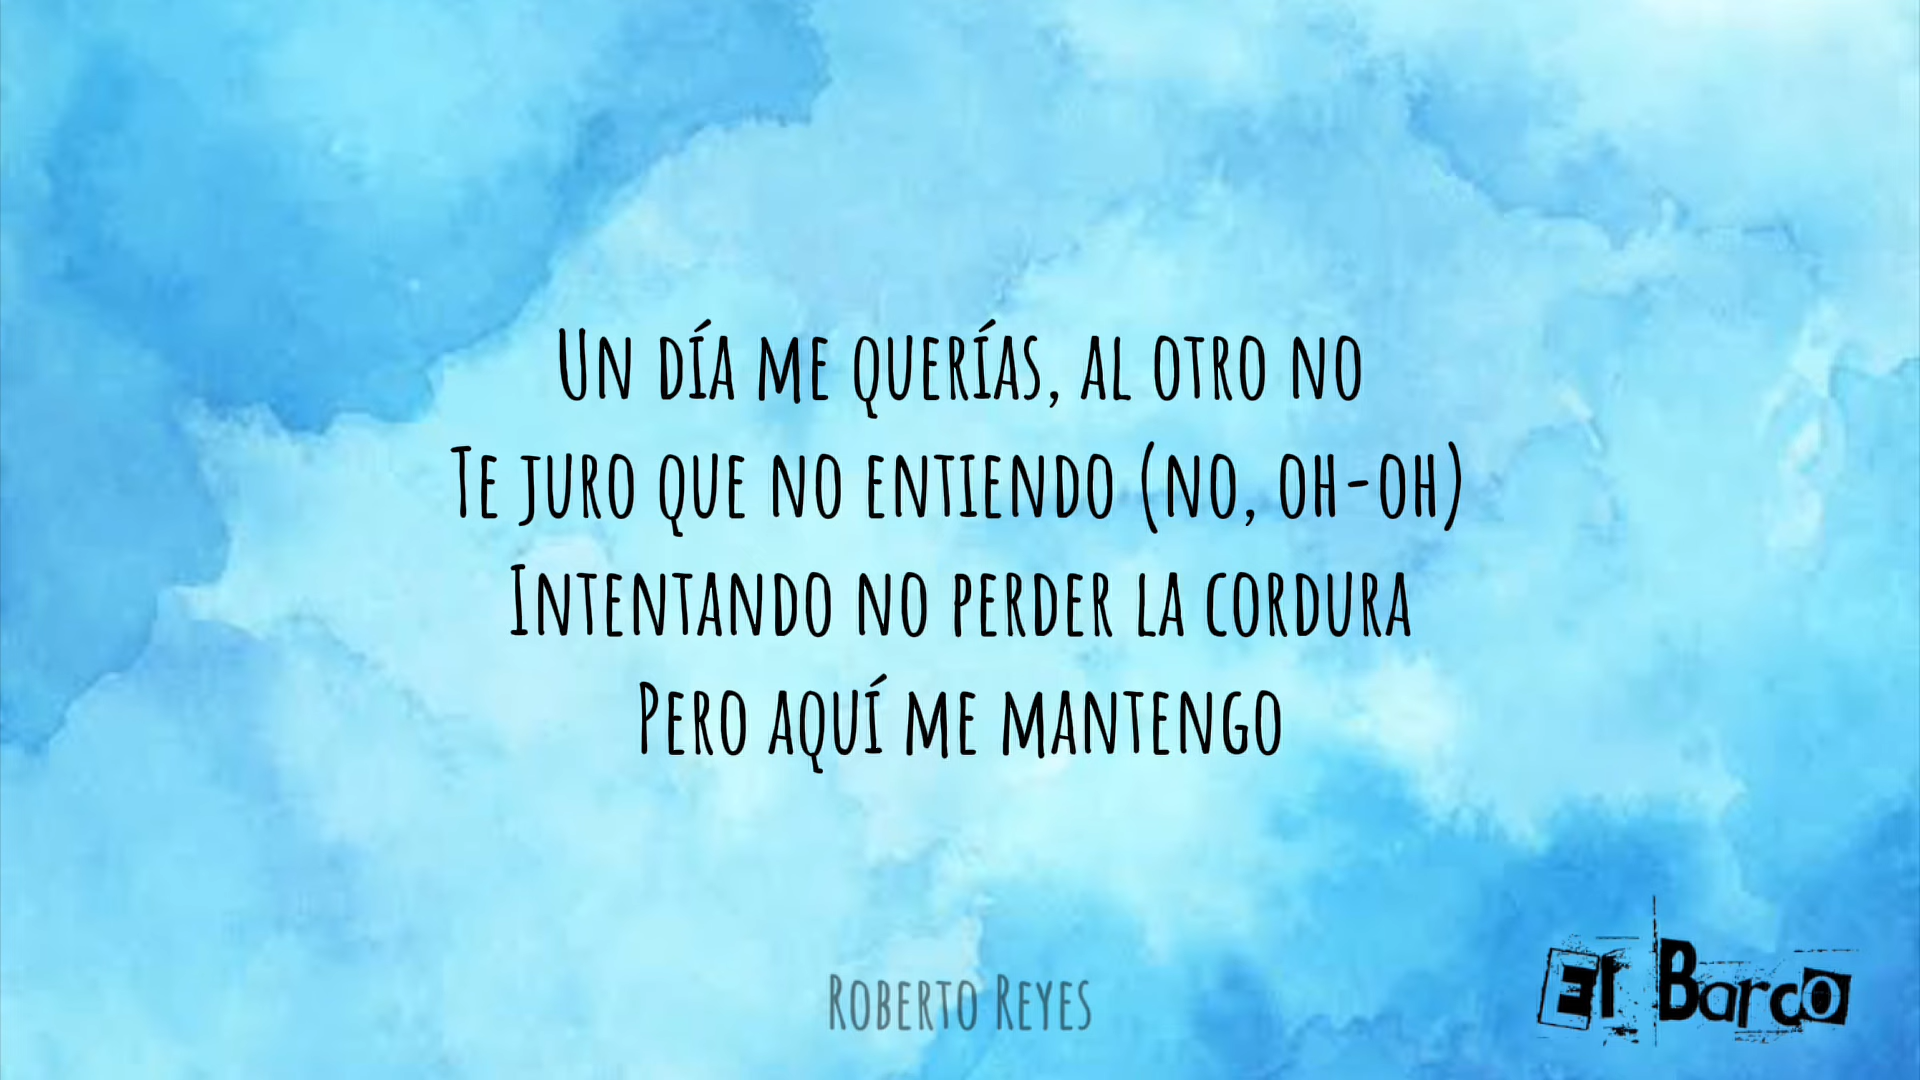 Un día me querías, al otro no
Te juro que no entiendo (no, oh-oh)
Intentando no perder la cordura
Pero aquí me mantengo
Roberto Reyes
El Barco